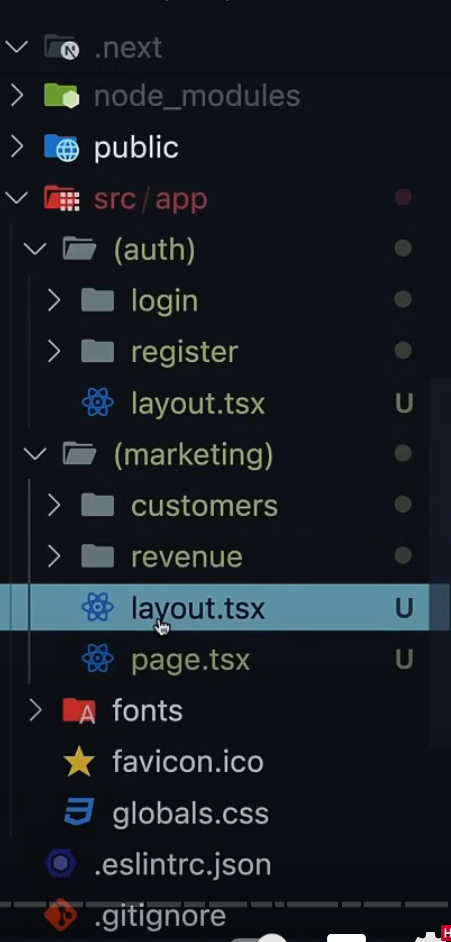 .next
node_modules
public
src/app
(auth)
login
register
layout.tsx U
(marketing)
customers
revenue
layout.tsx U
page.tsx U
fonts
favicon.ico
globals.css
.eslintrc.json
.gitignore
H